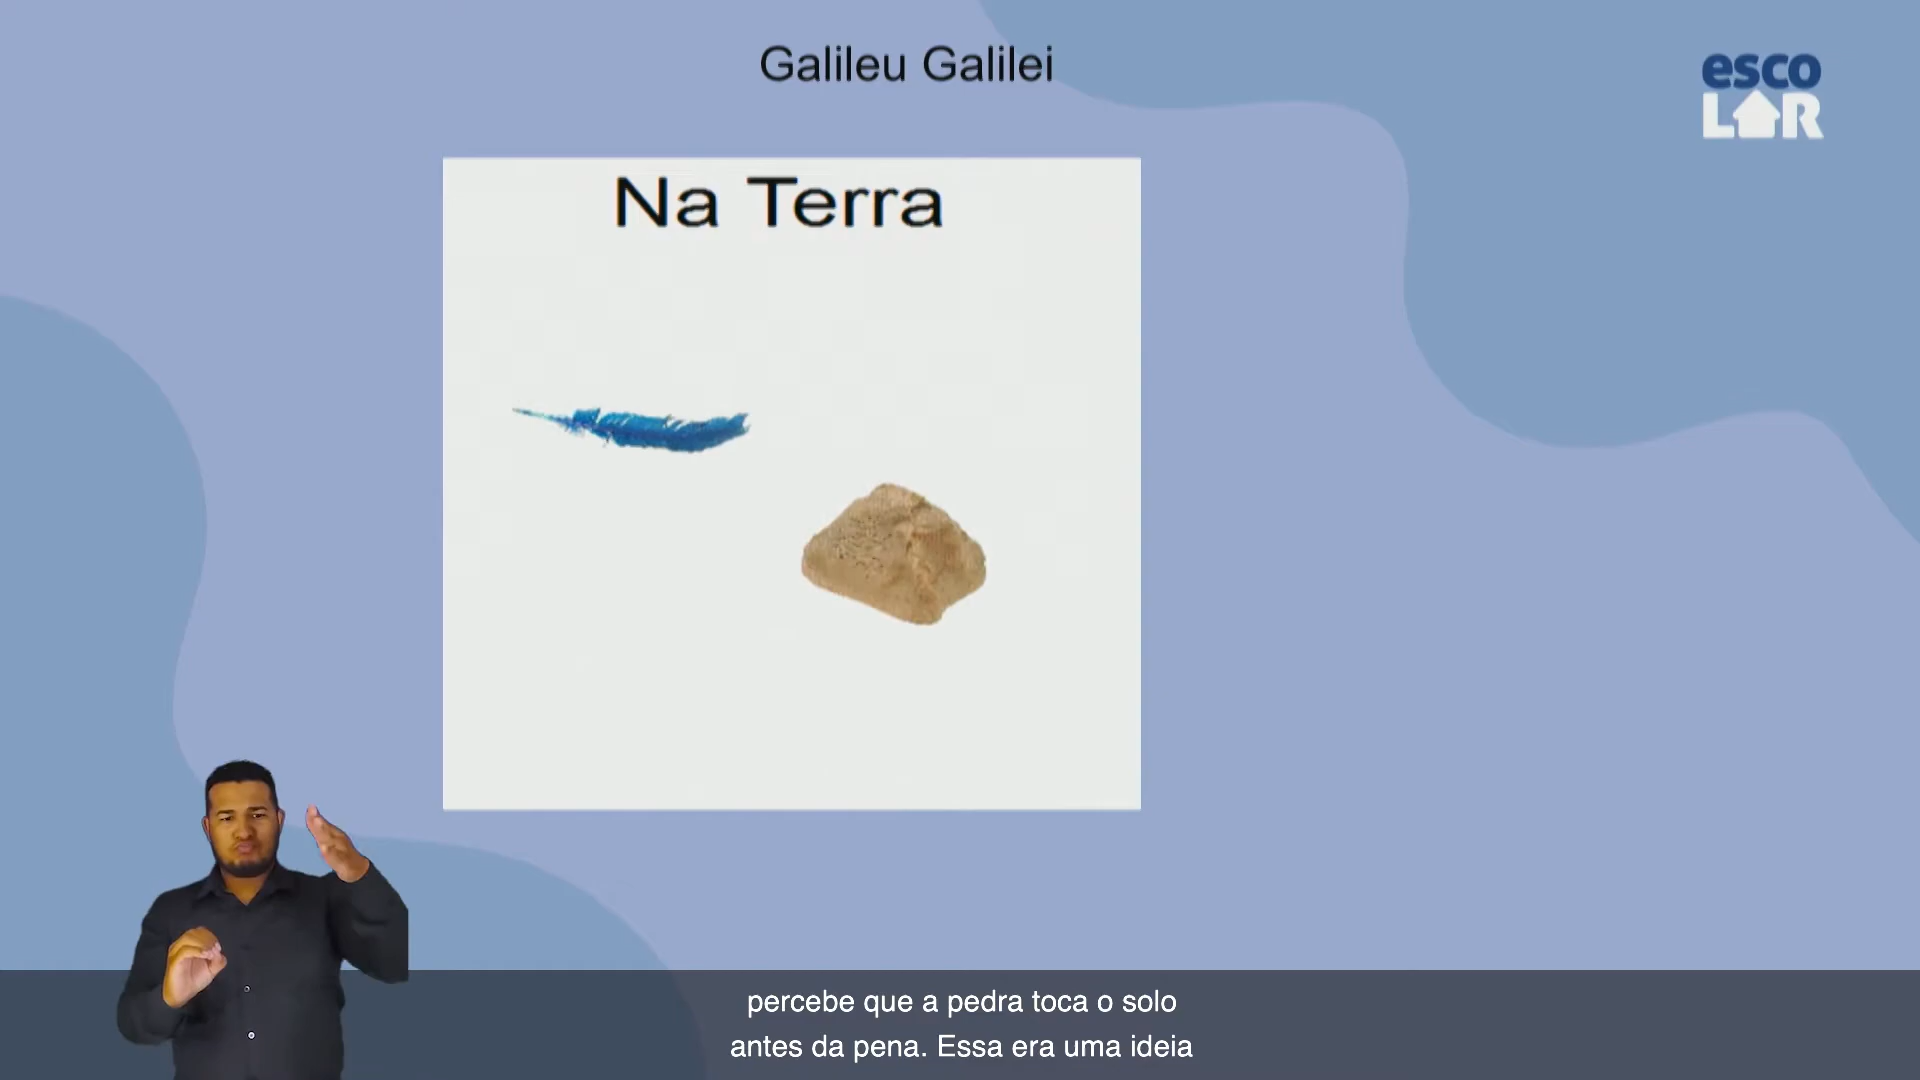 Galileu Galilei
esco
LAR
Na Terra
percebe que a pedra toca o solo
antes da pena. Essa era uma ideia